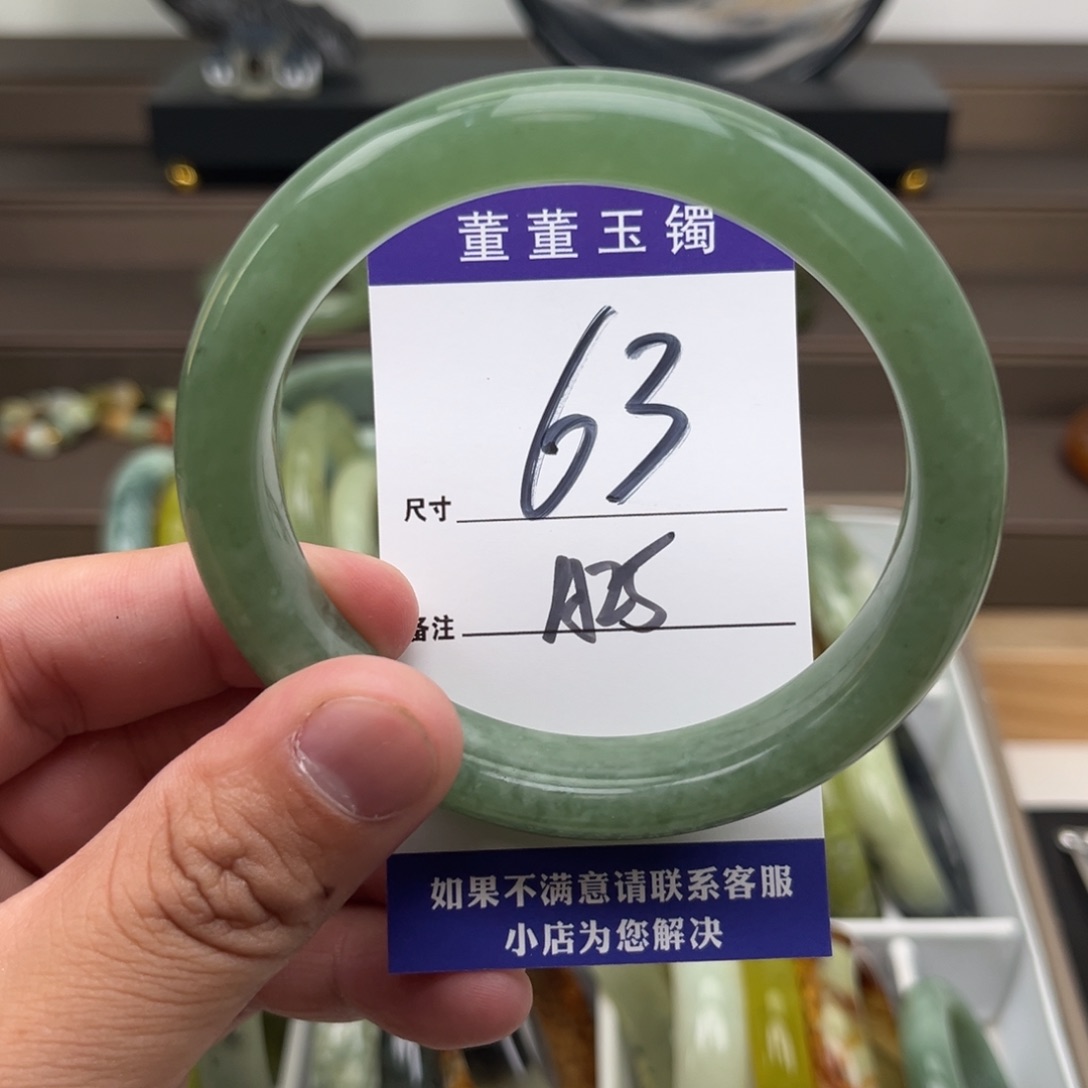 董董玉镯
尺寸 63
备注 A25
如果不满意请联系客服
小店为您解决